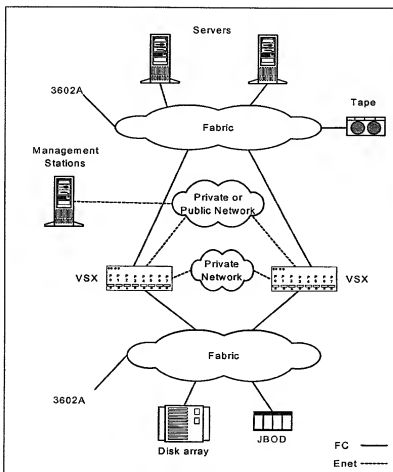 Servers
3602A
Tape
Fabric
Management
Stations
Private or
Public Network
VSX
Private
Network
VSX
Fabric
3602A
Disk array
JBOD
FC
Enet